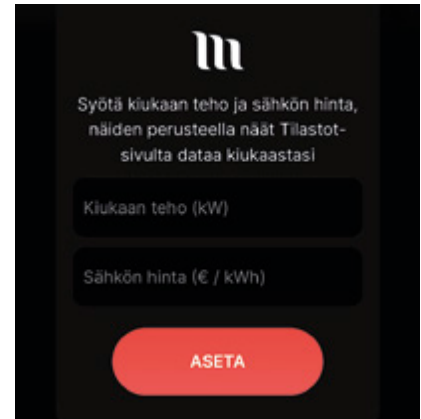 Syötä kiukaan teho ja sähkön hinta,
näiden perusteella näät Tilastot-
sivulta dataa kiukaastasi
Kiukaan teho (kW)
Sähkön hinta (€ / kWh)
ASETA